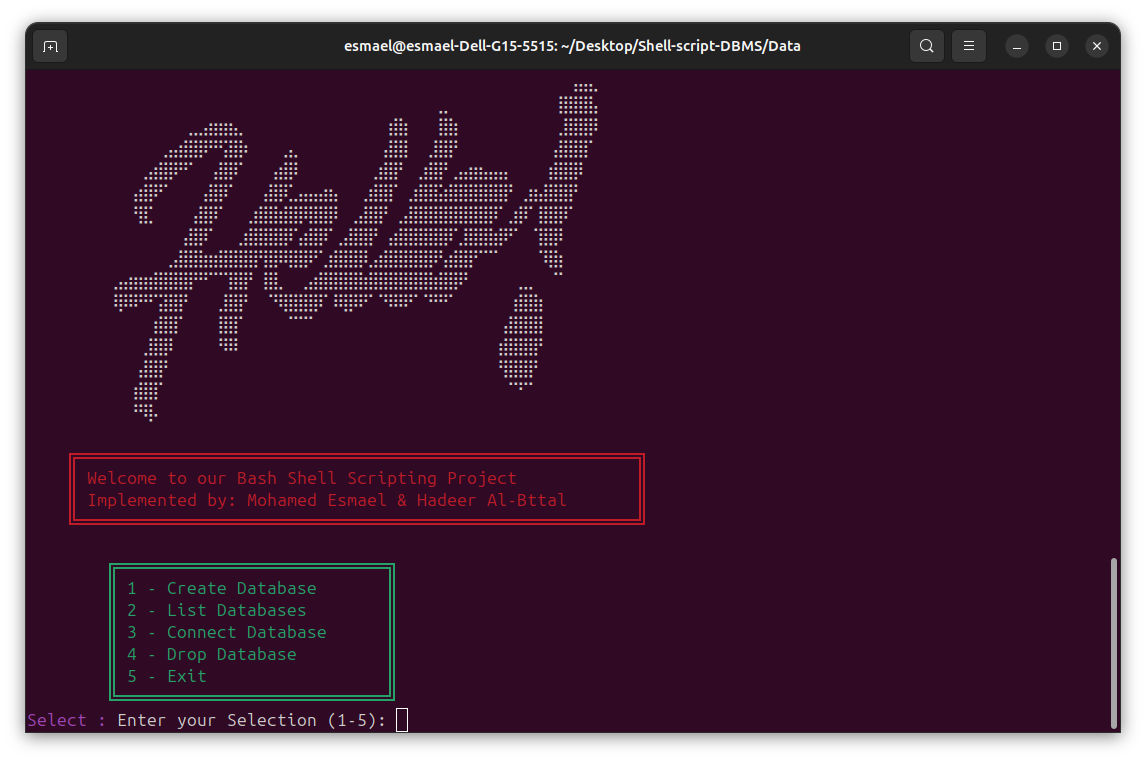 esmael@esmael-Dell-G15-5515: ~/Desktop/Shell-script-DBMS/Data
Hello!
Welcome to our Bash Shell Scripting Project
Implemented by: Mohamed Esmael & Hadeer Al-Bttal
1 - Create Database
2 - List Databases
3 - Connect Database
4 - Drop Database
5 - Exit
Select : Enter your Selection (1-5):